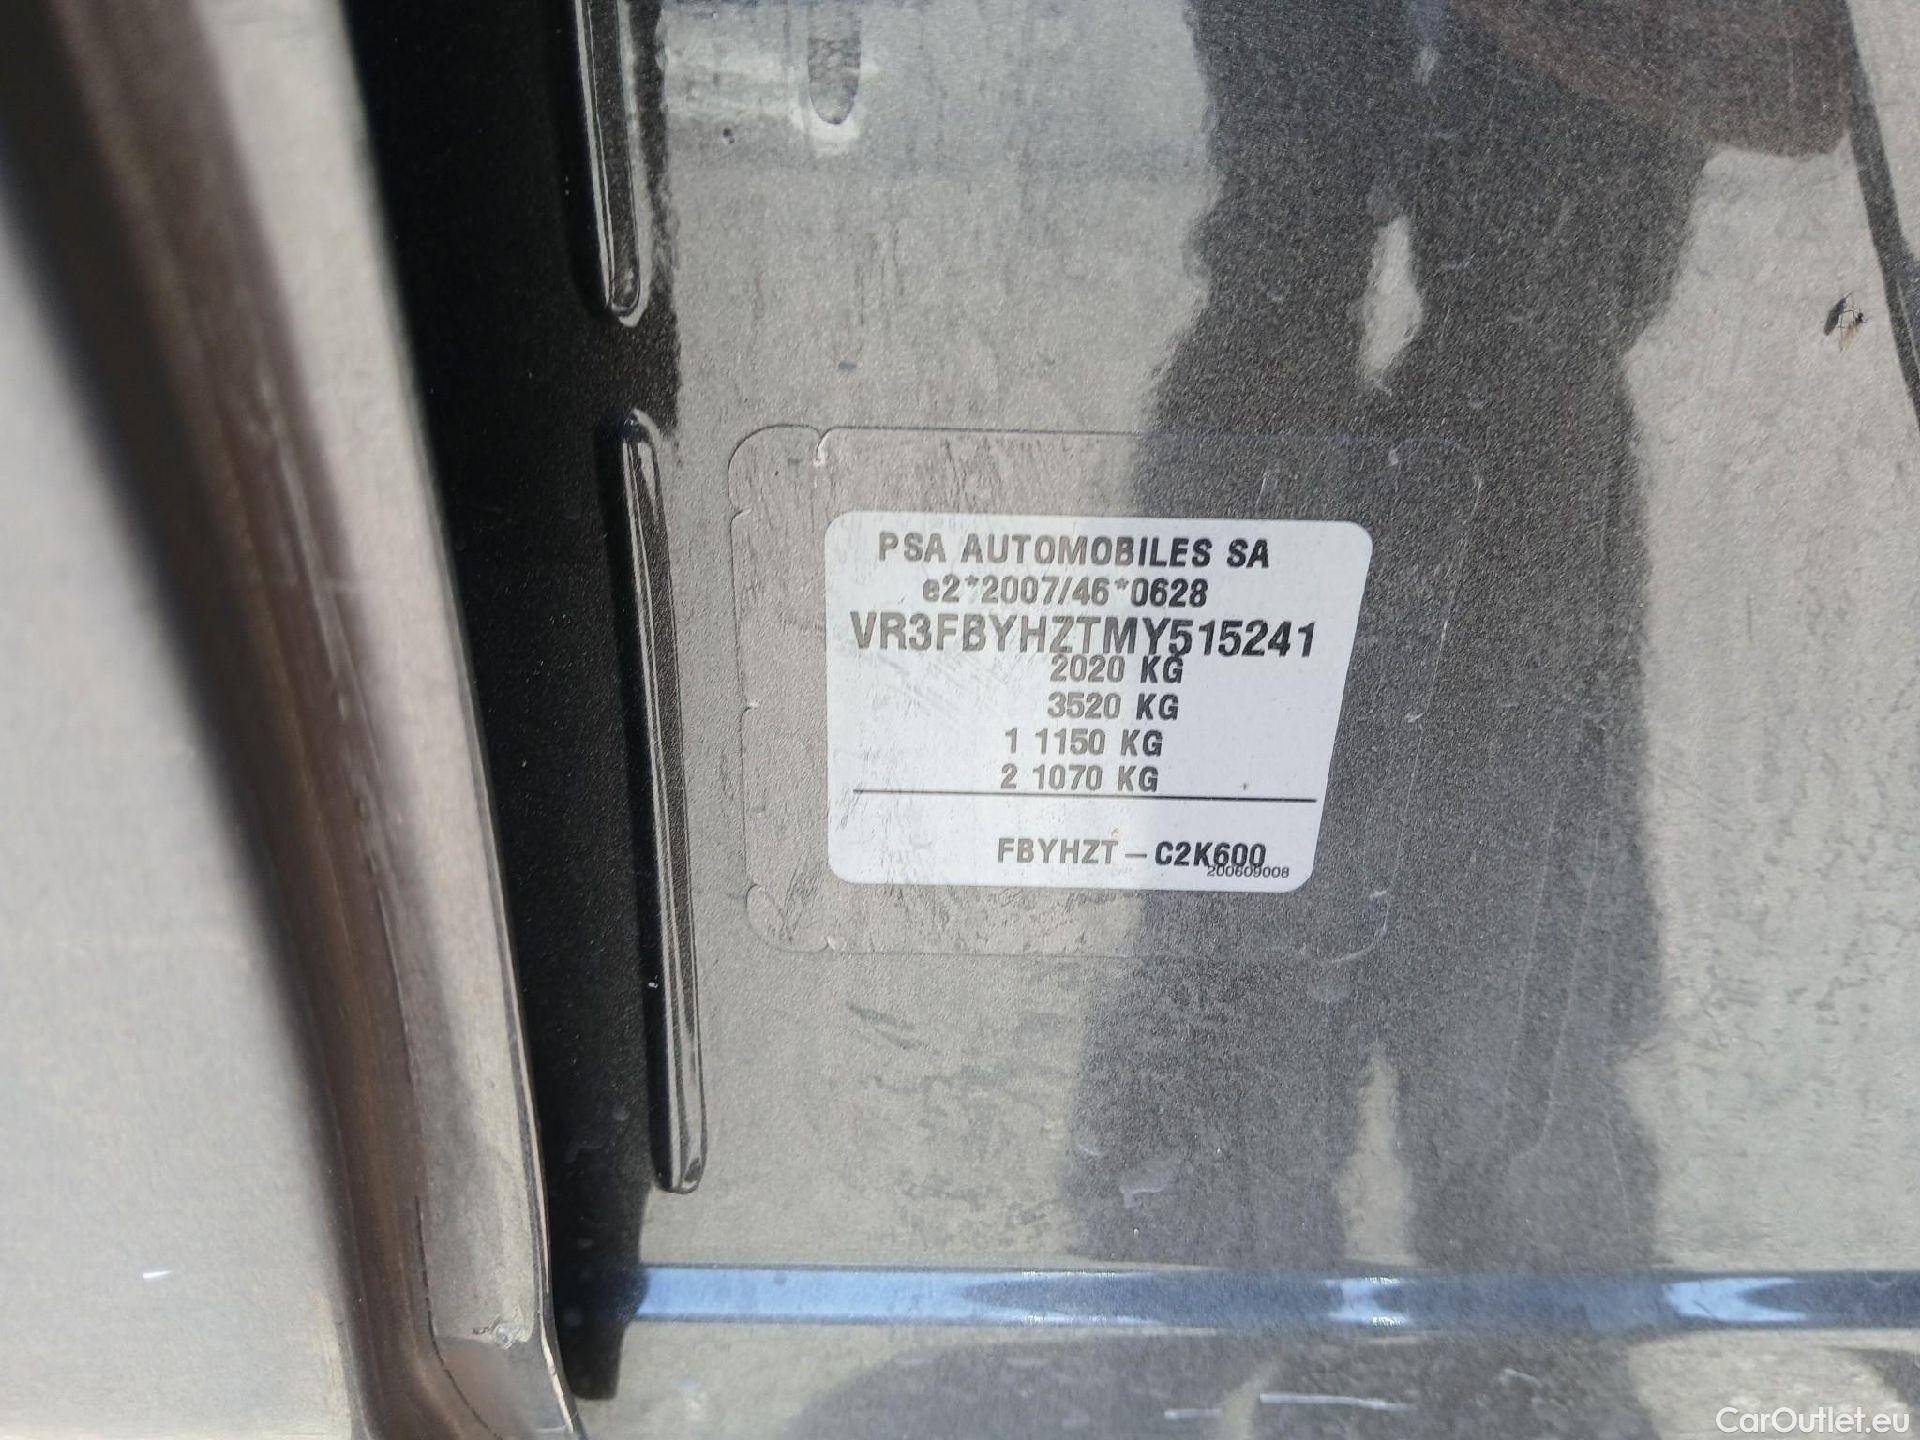 PSA AUTOMOBILES SA
e2*2007/46*0628
VR3FBYHZTMY515241
2020 KG
3520 KG
1 1150 KG
2 1070 KG
FBYHZT – C2K600
200609008
CarOutlet.eu